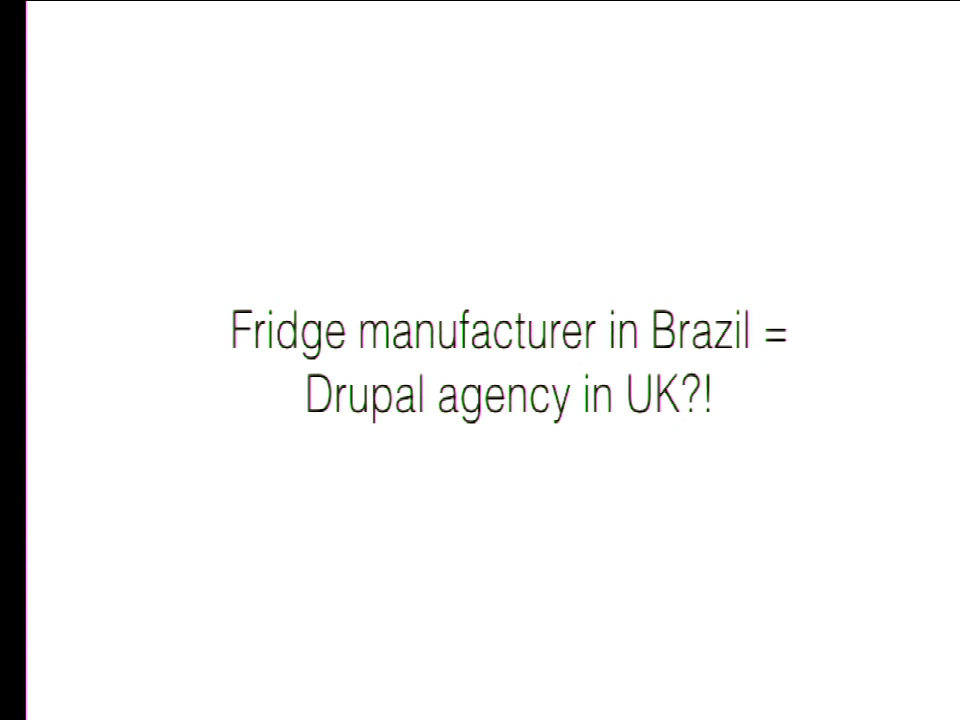 Fridge manufacturer in Brazil =
Drupal agency in UK?!